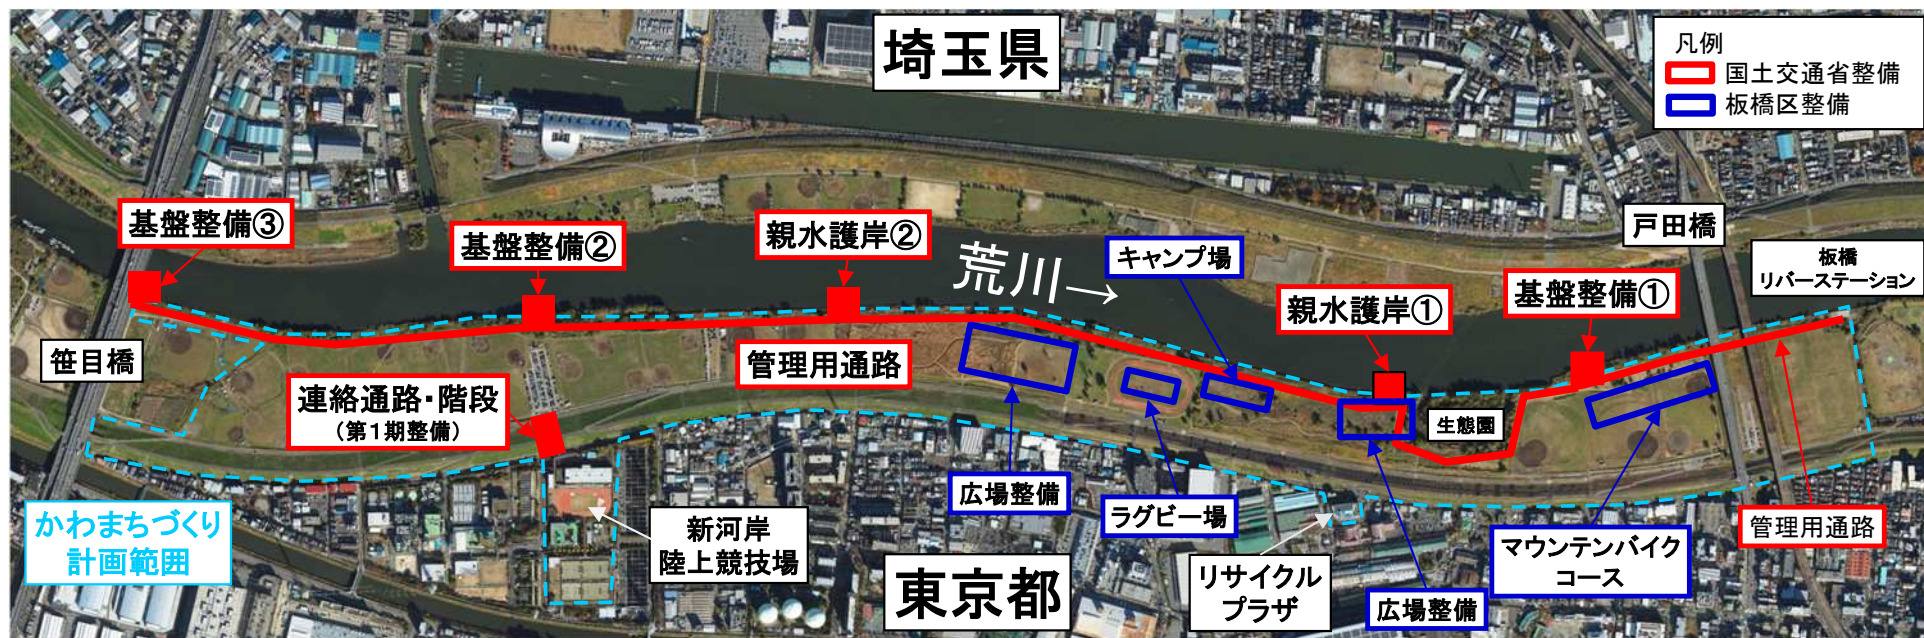 埼玉県
凡例
国土交通省整備
板橋区整備
基盤整備③
基盤整備②
親水護岸②
荒川→
キャンプ場
親水護岸①
基盤整備①
戸田橋
板橋
リバーステーション
笹目橋
連絡通路・階段
（第1期整備）
管理用通路
生態園
かわまちづくり
計画範囲
新河岸
陸上競技場
広場整備
ラグビー場
東京都
リサイクル
プラザ
広場整備
マウンテンバイク
コース
管理用通路